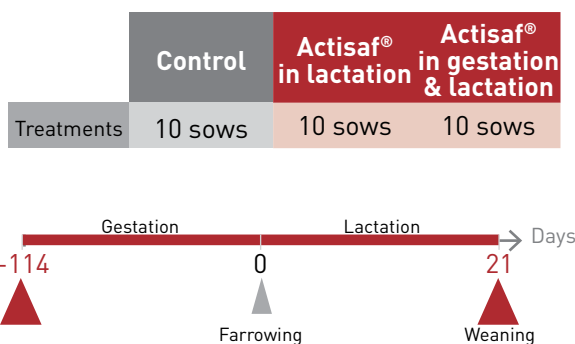 Control
Actisaf®
in lactation
Actisaf®
in gestation
& lactation
Treatments 10 sows 10 sows 10 sows
Gestation Lactation
Days
-114 0 21
Farrowing Weaning